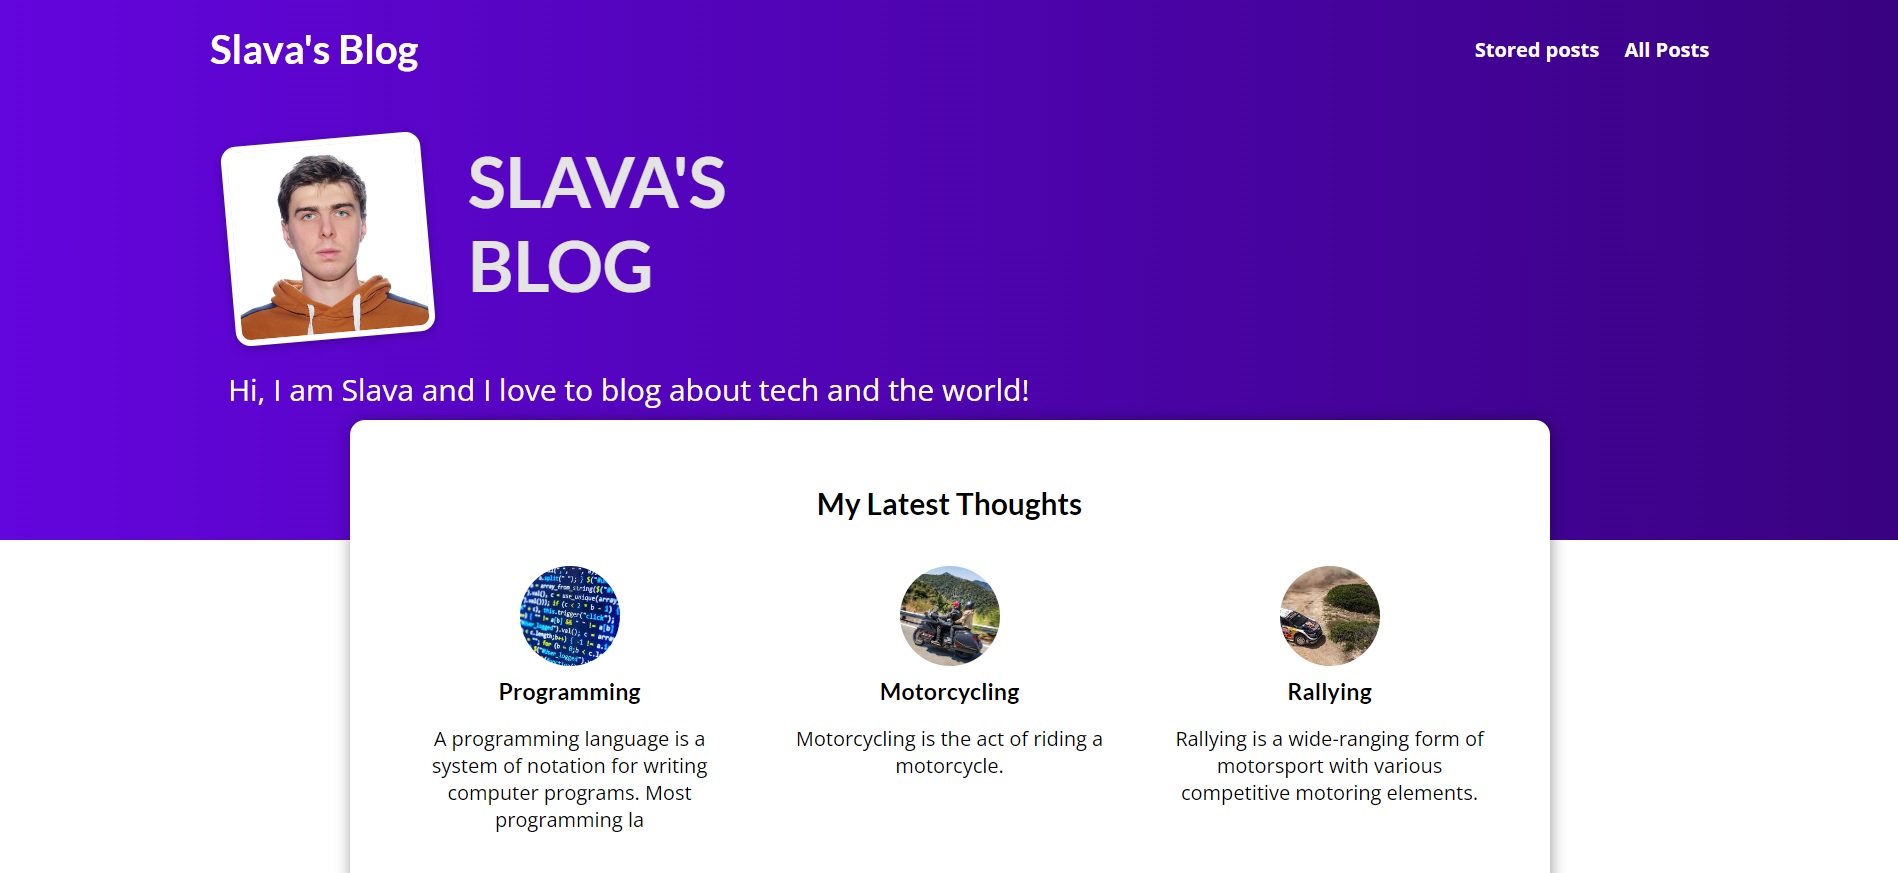 Slava's Blog
Stored posts All Posts
SLAVA'S
BLOG
Hi, I am Slava and I love to blog about tech and the world!
My Latest Thoughts
Programming
A programming language is a
system of notation for writing
computer programs. Most
programming la
Motorcycling
Motorcycling is the act of riding a
motorcycle.
Rallying
Rallying is a wide-ranging form of
motorsport with various
competitive motoring elements.